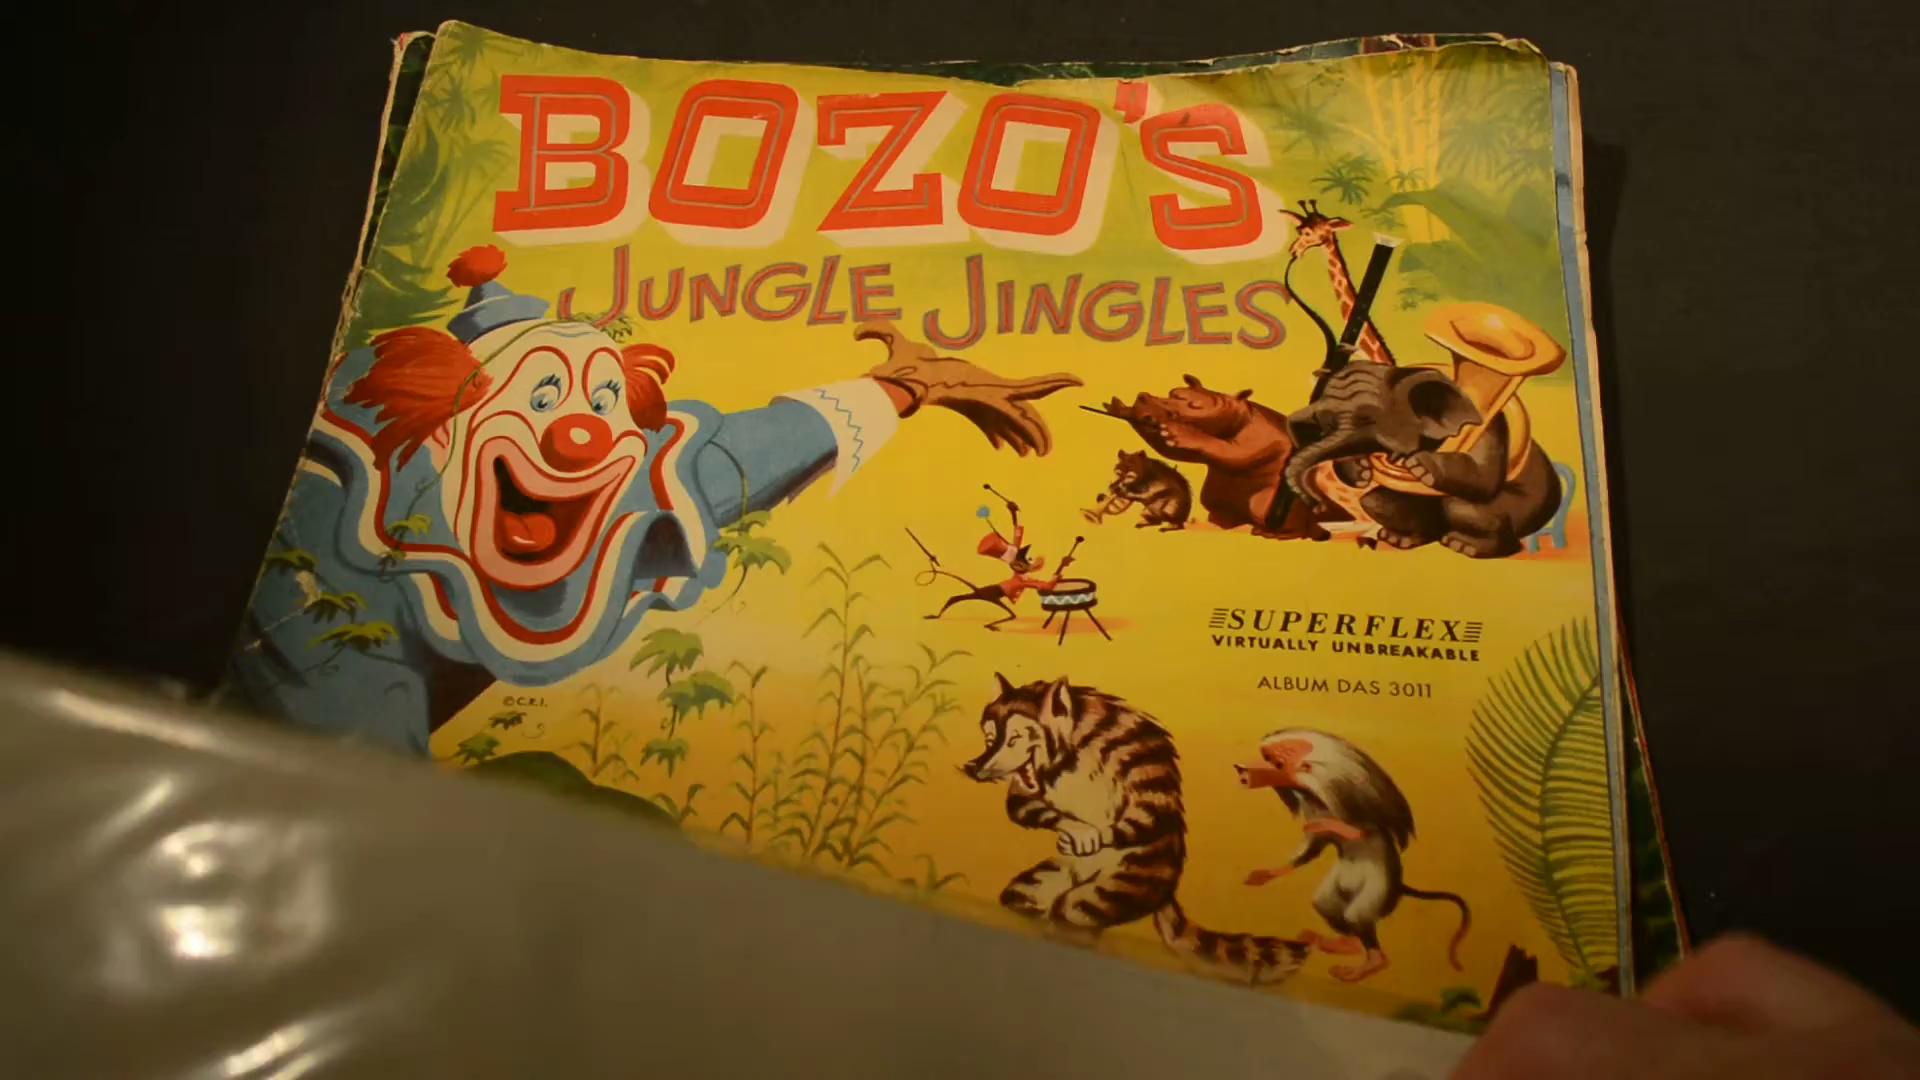 BOZO'S
JUNGLE JINGLES
SUPERFLEX
VIRTUALLY UNBREAKABLE
ALBUM DAS 3011
©C.R.I.